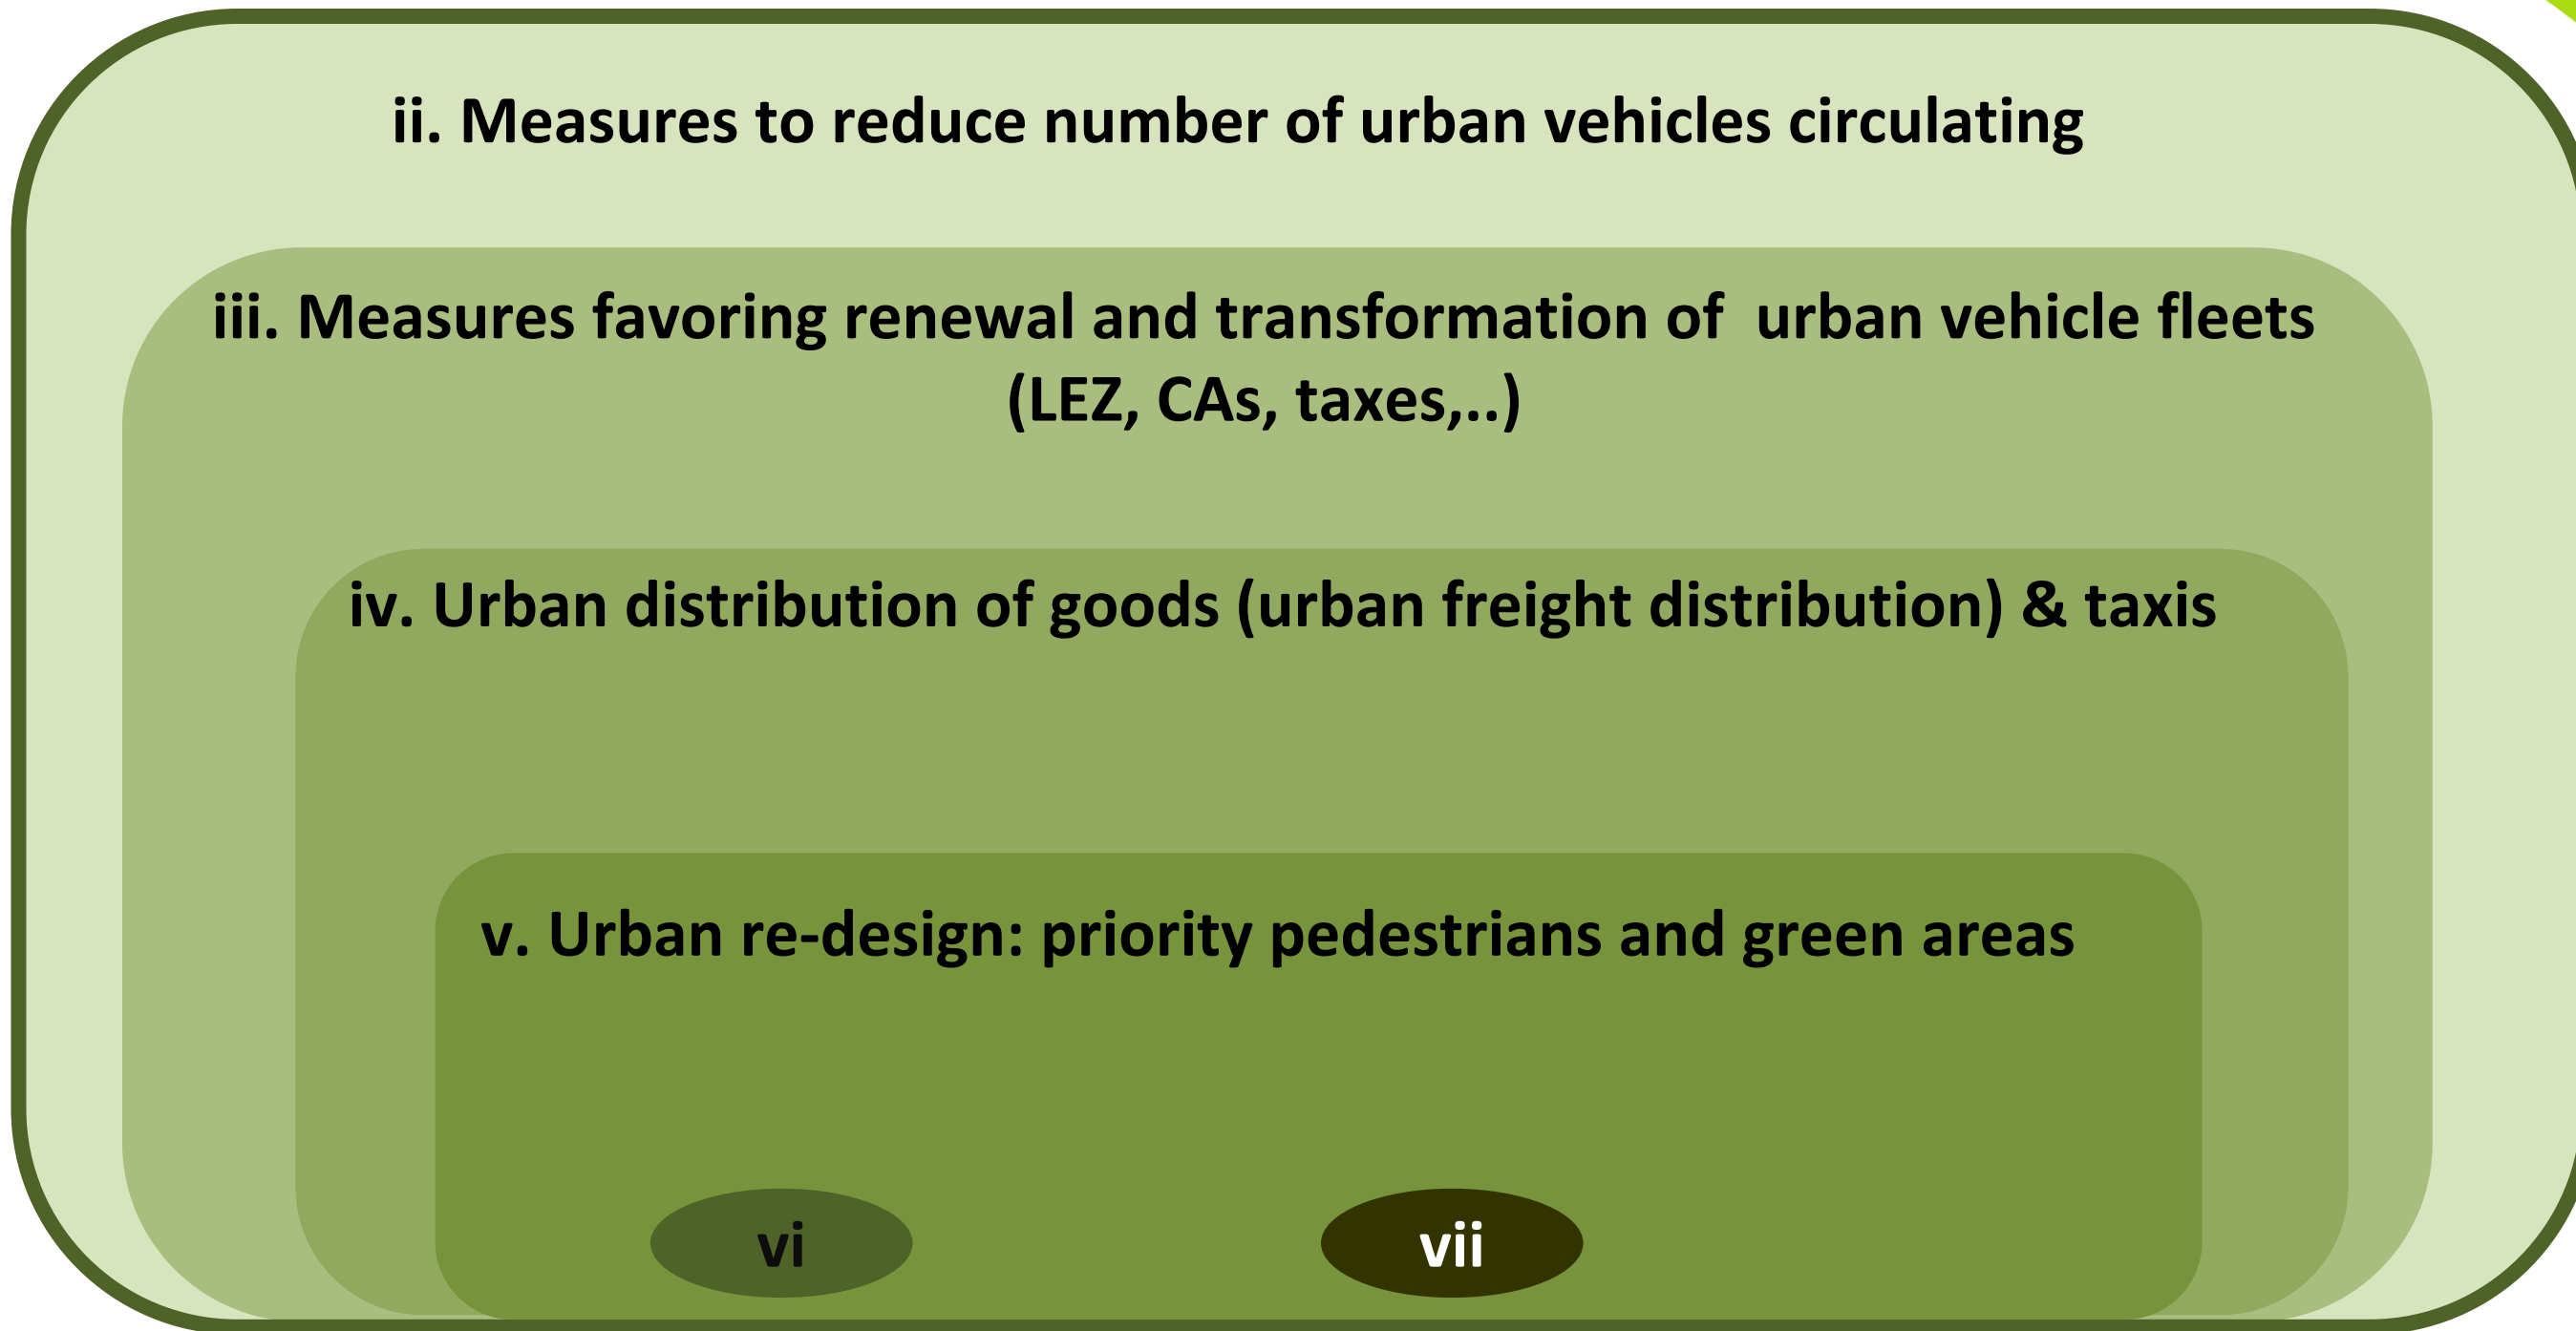 ii. Measures to reduce number of urban vehicles circulating
iii. Measures favoring renewal and transformation of  urban vehicle fleets
(LEZ, CAs, taxes,..)
iv. Urban distribution of goods (urban freight distribution) & taxis
v. Urban re-design: priority pedestrians and green areas
vi
vii